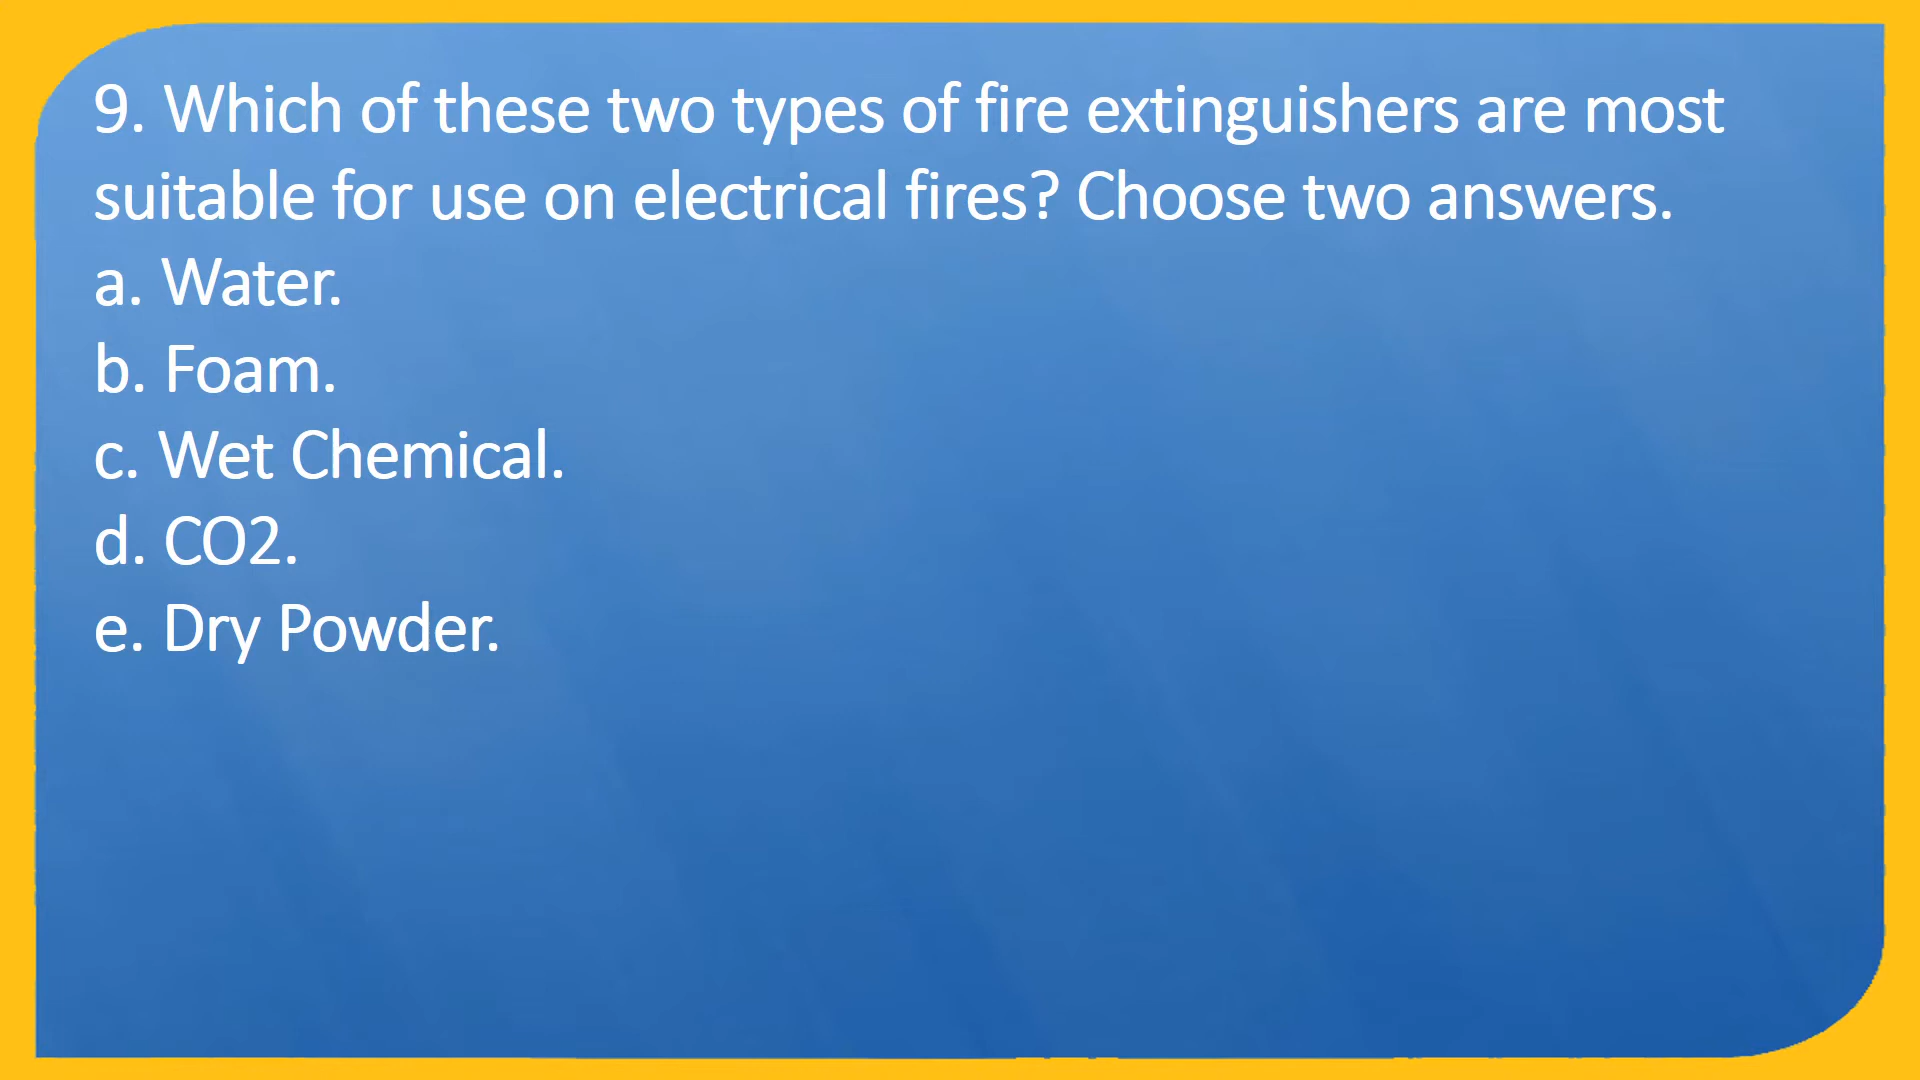 9. Which of these two types of fire extinguishers are most
suitable for use on electrical fires? Choose two answers.
a. Water.
b. Foam.
c. Wet Chemical.
d. CO2.
e. Dry Powder.